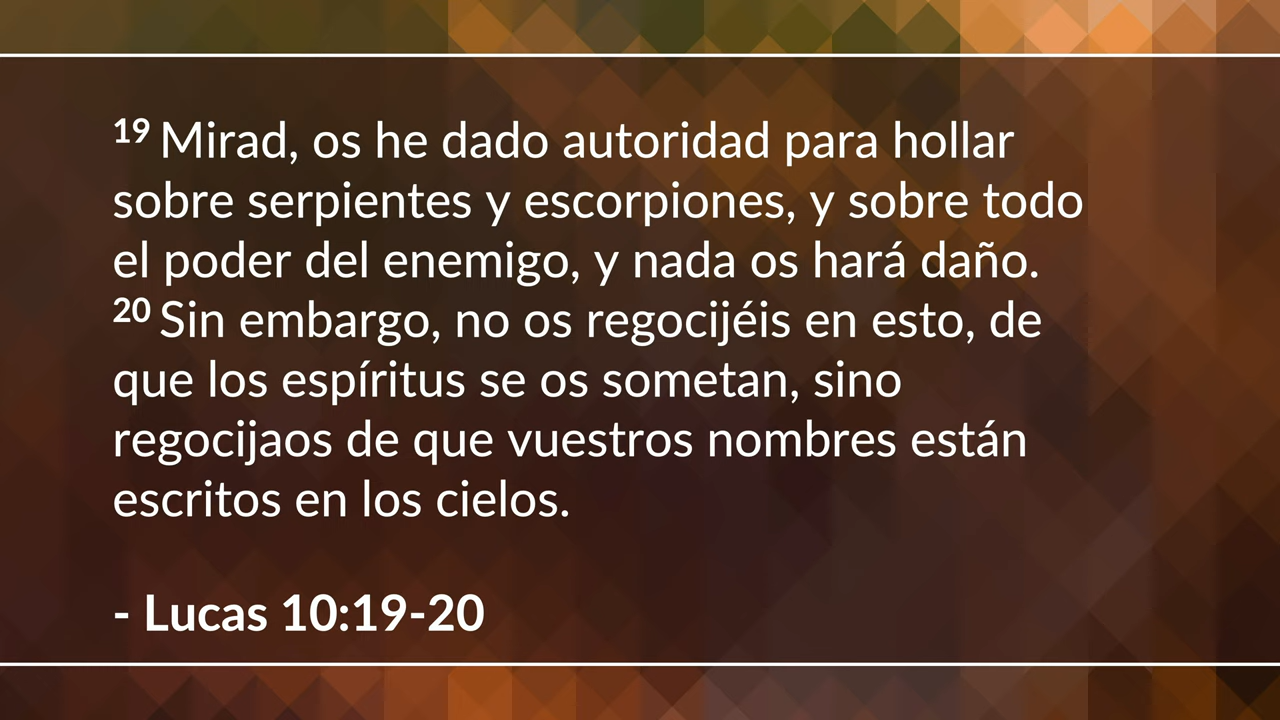 19 Mirad, os he dado autoridad para hollar
sobre serpientes y escorpiones, y sobre todo
el poder del enemigo, y nada os hará daño.
20 Sin embargo, no os regocijéis en esto, de
que los espíritus se os sometan, sino
regocijaos de que vuestros nombres están
escritos en los cielos.
- Lucas 10:19-20